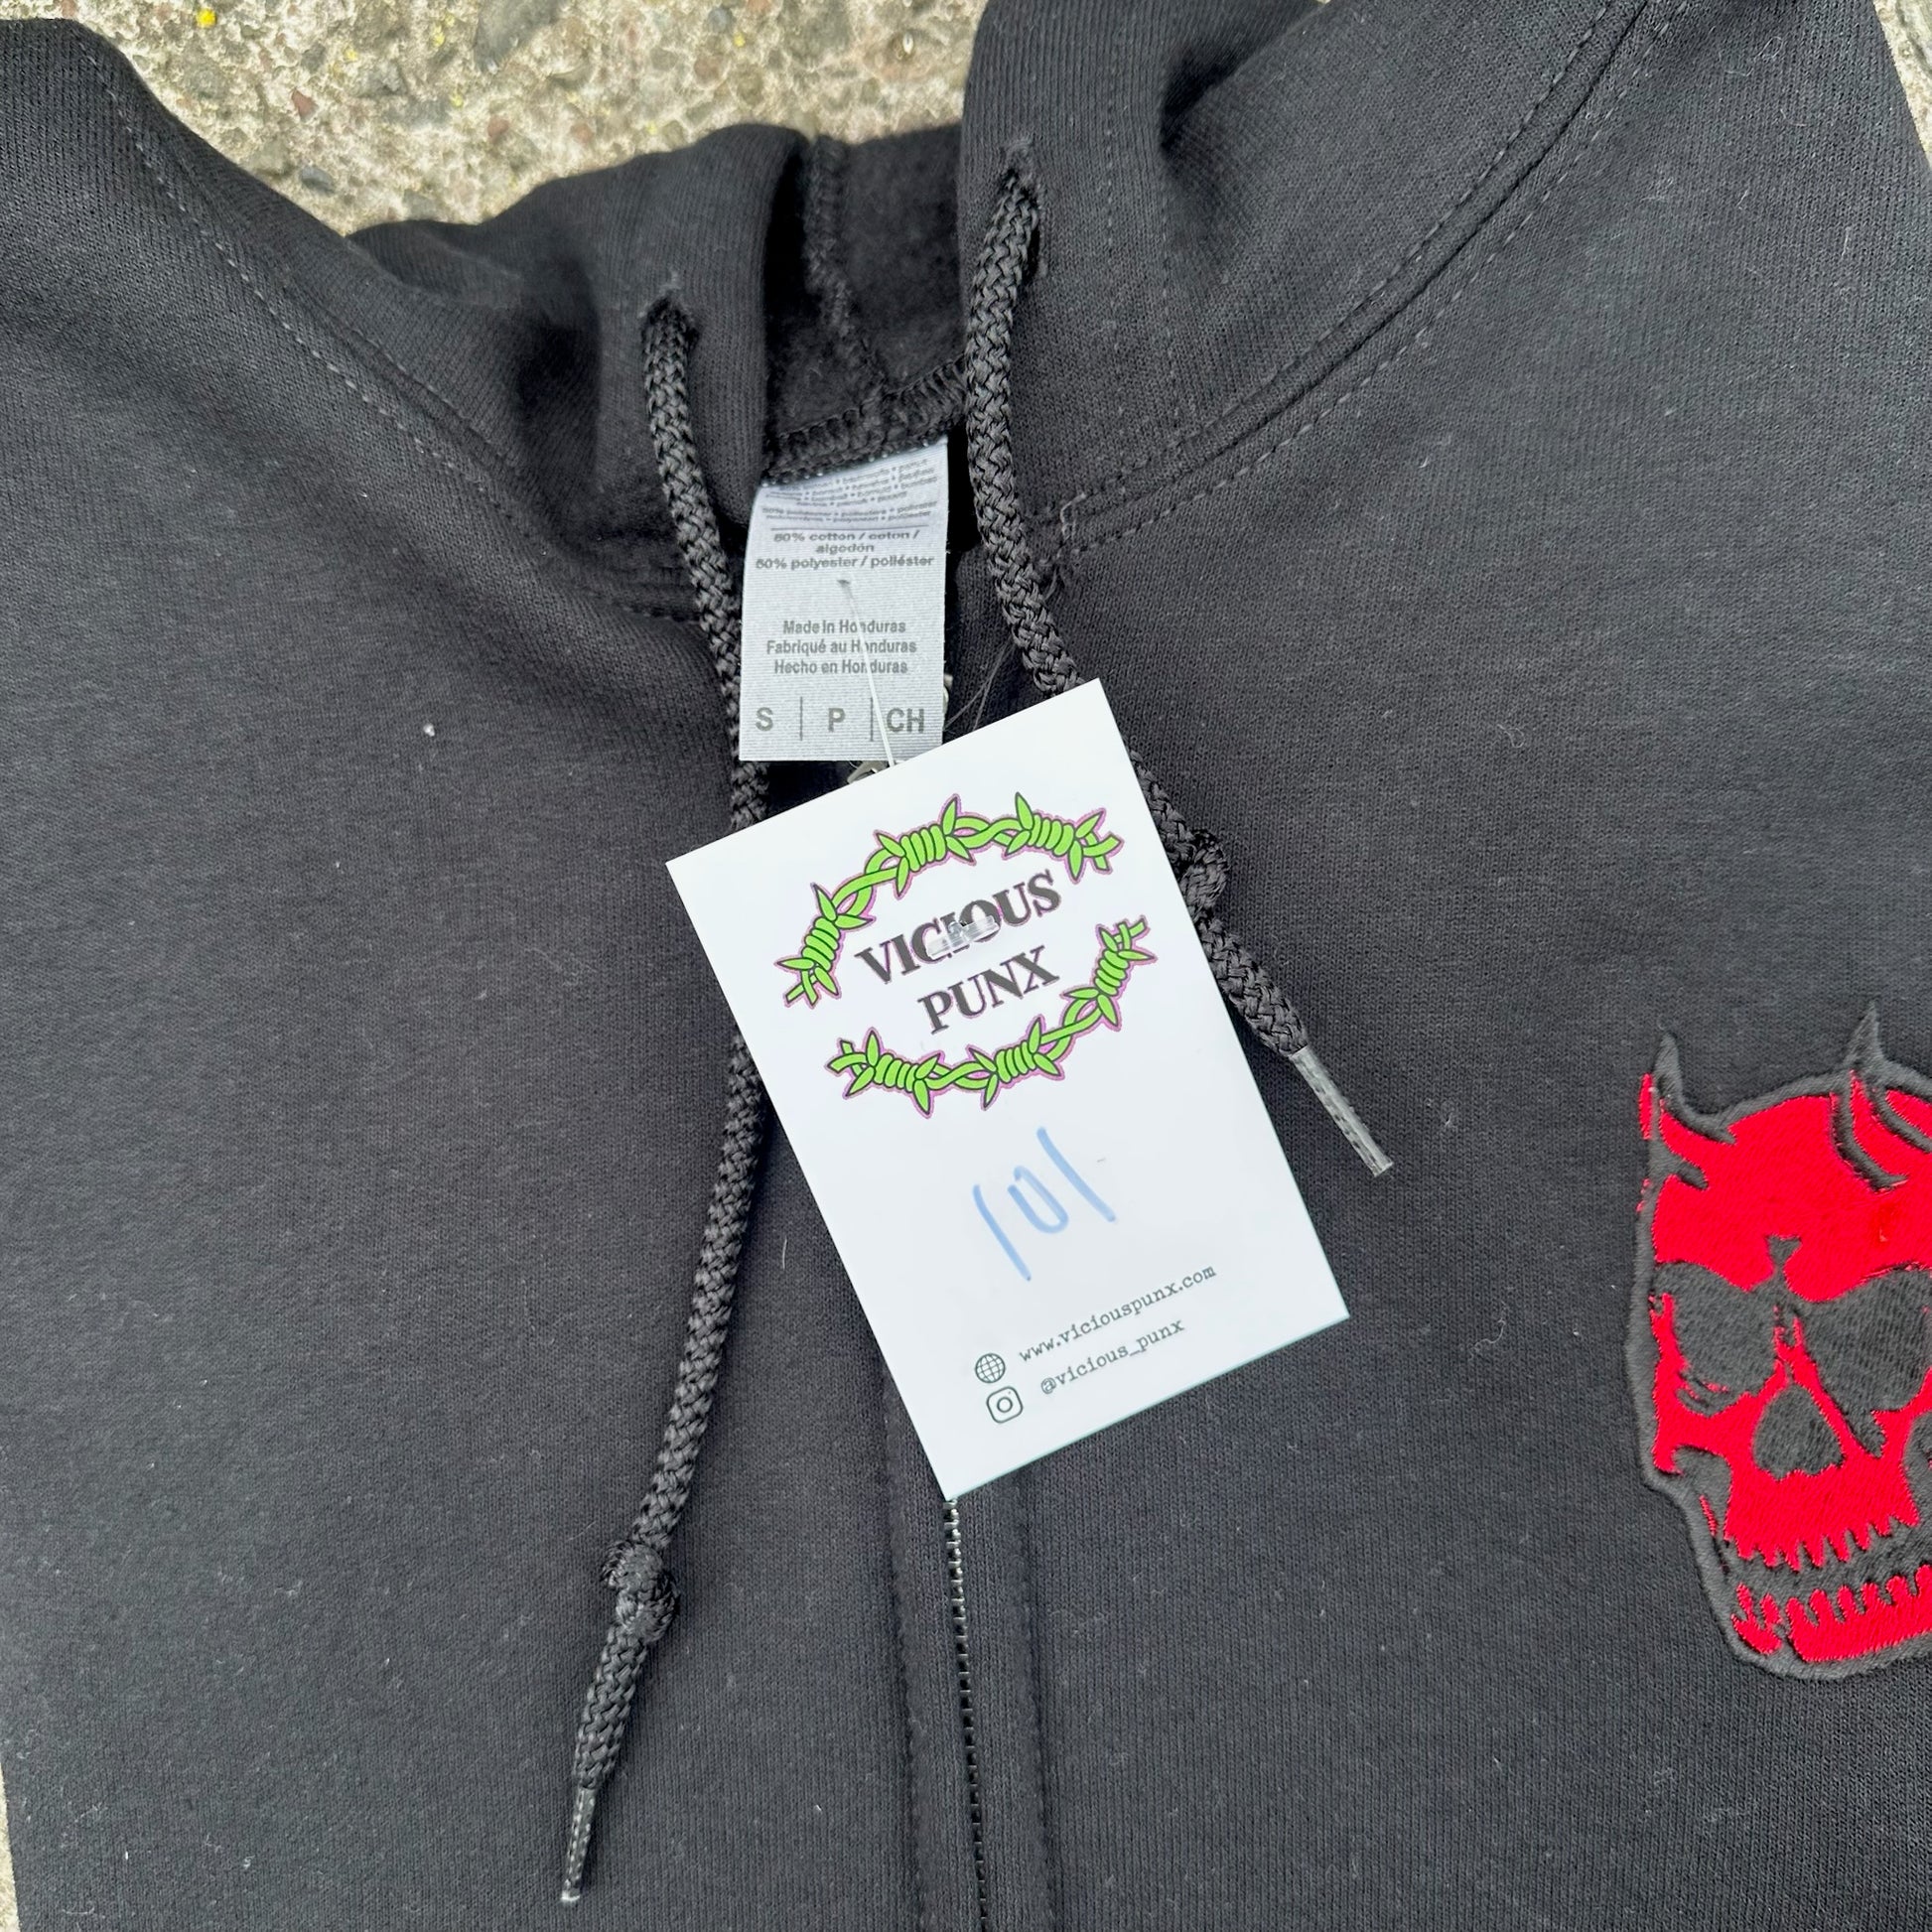 50% cotton / coton /
algodón
50% polyester / poliéster
Made in Honduras
Fabriqué au Honduras
Hecho en Honduras
S | P | CH
VICIOUS
PUNX
101
www.viciouspunx.com
@vicious_punx